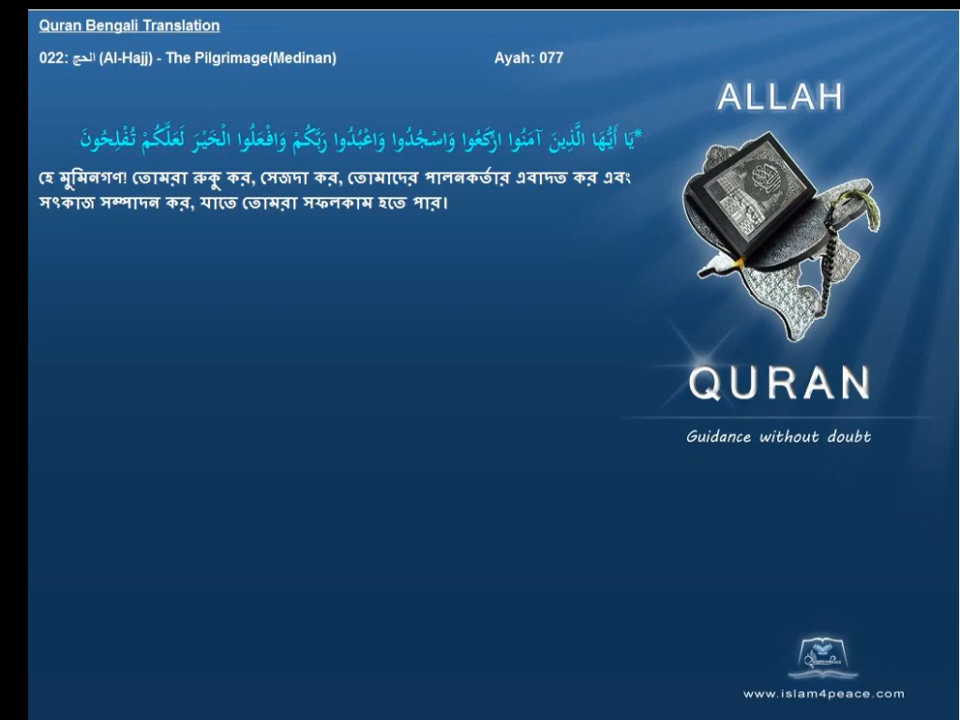 Quran Bengali Translation
022: الحج (Al-Hajj) - The Pilgrimage(Medinan) Ayah: 077
*يَا أَيُّهَا الَّذِينَ آمَنُوا ارْكَعُوا وَاسْجُدُوا وَاعْبُدُوا رَبَّكُمْ وَافْعَلُوا الْخَيْرَ لَعَلَّكُمْ تُفْلِحُونَ
হে মুমিনগণ! তোমরা রুকু কর, সেজদা কর, তোমাদের পালনকর্তার এবাদত কর এবং
সৎকাজ সম্পাদন কর, যাতে তোমরা সফলকাম হতে পার।
ALLAH
QURAN
Guidance without doubt
www.islam4peace.com